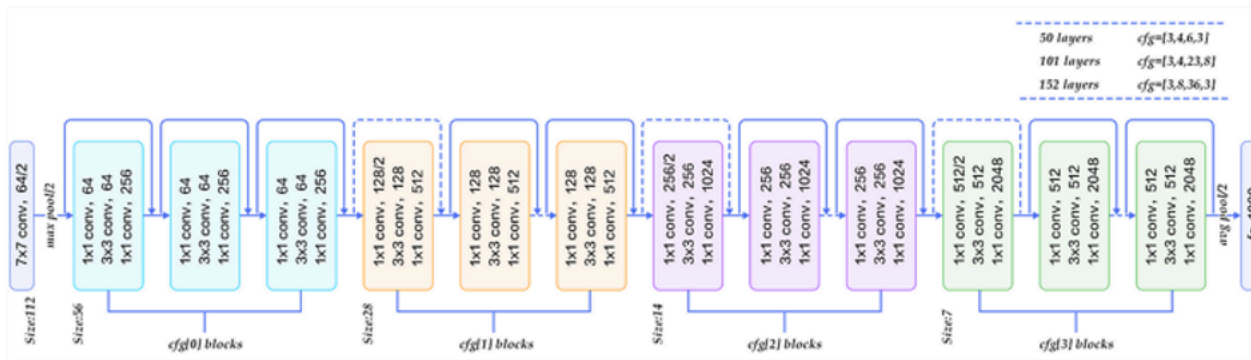 50 layers cfg=[3,4,6,3]
101 layers cfg=[3,4,23,8]
152 layers cfg=[3,8,36,3]
7×7 conv, 64/2
max pool/2
1x1 conv, 64
3x3 conv, 64
1x1 conv, 256
1x1 conv, 64
3x3 conv, 64
1x1 conv, 256
1x1 conv, 64
3x3 conv, 64
1x1 conv, 256
1x1 conv, 128/2
3x3 conv, 128
1x1 conv, 512
1x1 conv, 128
3x3 conv, 128
1x1 conv, 512
1x1 conv, 128
3x3 conv, 128
1x1 conv, 512
1x1 conv, 256/2
3x3 conv, 256
1x1 conv, 1024
1x1 conv, 256
3x3 conv, 256
1x1 conv, 1024
1x1 conv, 256
3x3 conv, 256
1x1 conv, 1024
1x1 conv, 512/2
3x3 conv, 512
1x1 conv, 2048
1x1 conv, 512
3x3 conv, 512
1x1 conv, 2048
1x1 conv, 512
3x3 conv, 512
1x1 conv, 2048
avg pool/2
Size:112
Size:56
Size:28
Size:14
Size:7
cfg[0] blocks
cfg[1] blocks
cfg[2] blocks
cfg[3] blocks